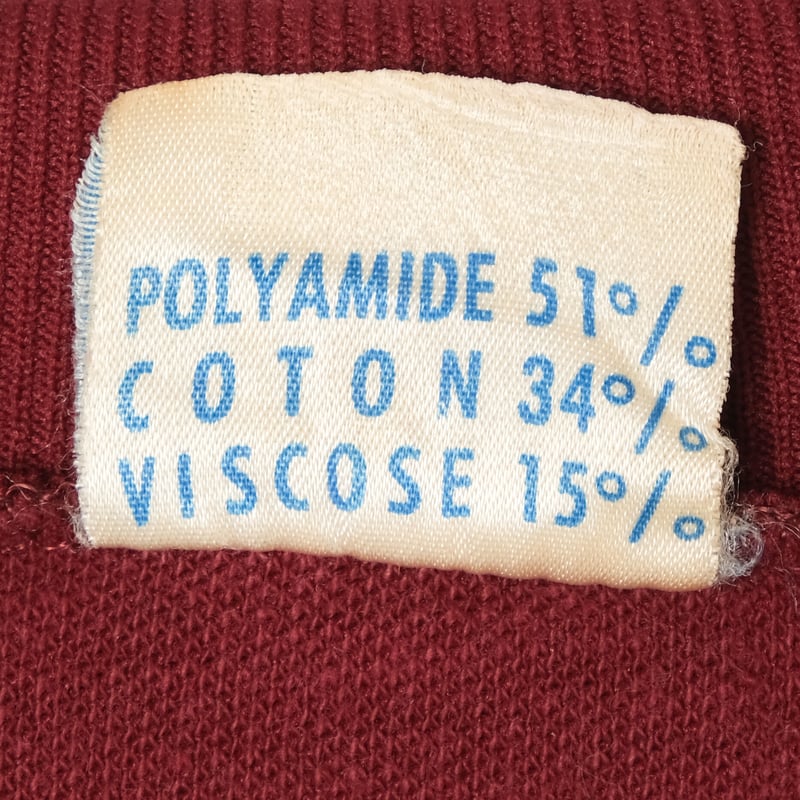 POLYAMIDE 51%
COTON 34%
VISCOSE 15%